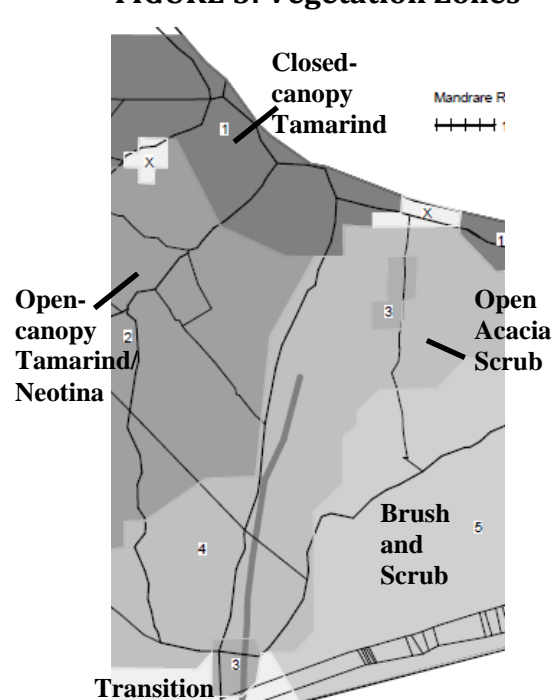 FIGURE 3: Vegetation Zones
Closed-
canopy
Tamarind
Mandrare R
1
1
X
X
1
Open-
canopy
Tamarind/
Neotina
2
3
Open
Acacia
Scrub
Brush
and
Scrub
5
4
3
Transition